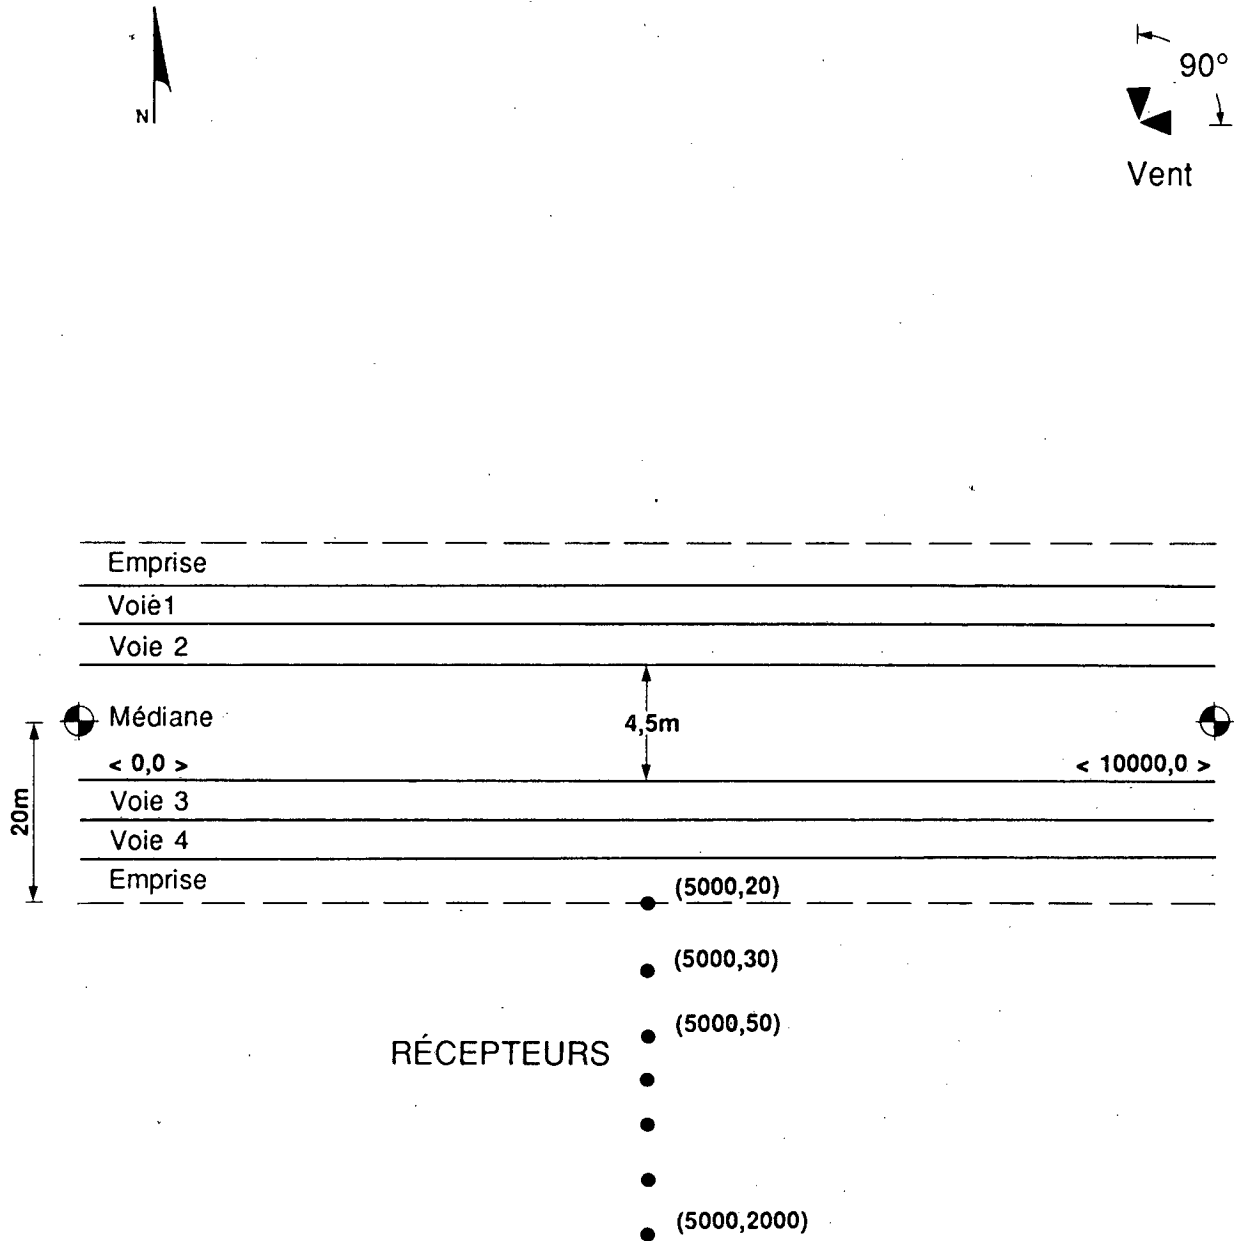 N
90°
Vent
Emprise
Voie1
Voie 2
Médiane
4,5m
< 0,0 >
< 10000,0 >
20m
Voie 3
Voie 4
Emprise
(5000,20)
(5000,30)
(5000,50)
RÉCEPTEURS
(5000,2000)